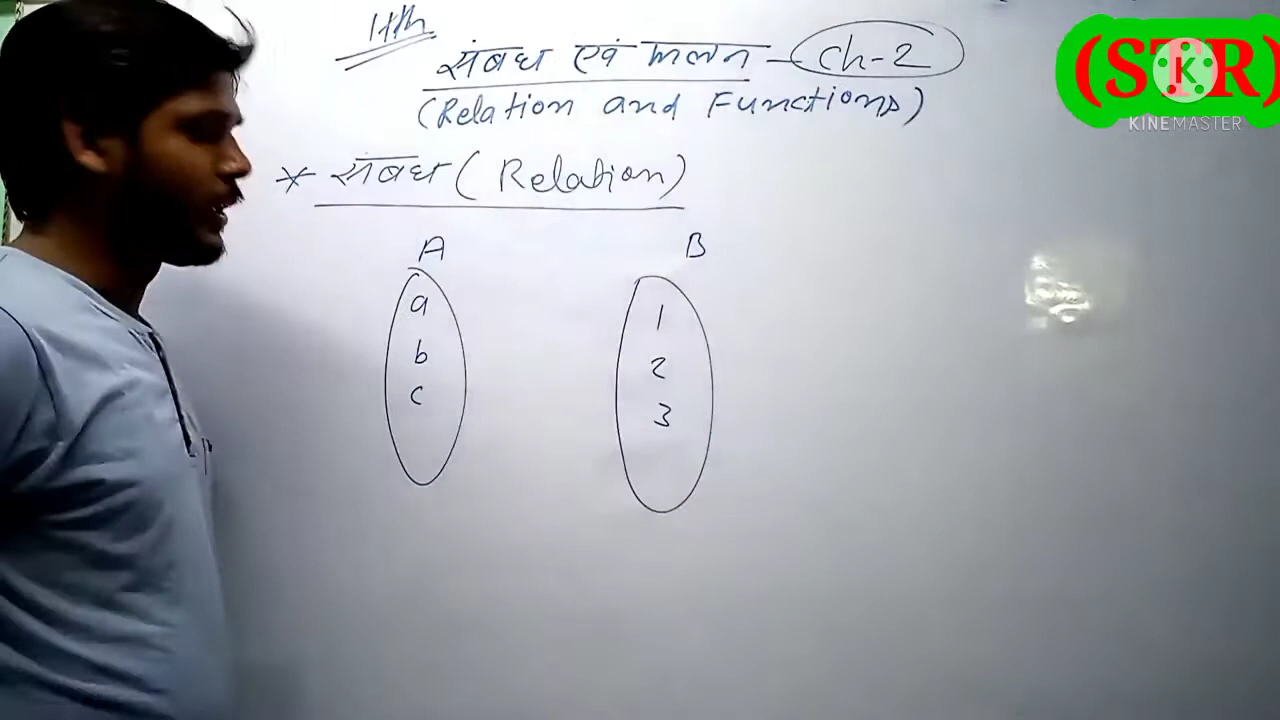 11th
संबंध एवं फलन - Ch-2
(Relation and Functions)
* संबंध (Relation)
A B
a 1
b 2
c 3
(STR)
K
KINEMASTER